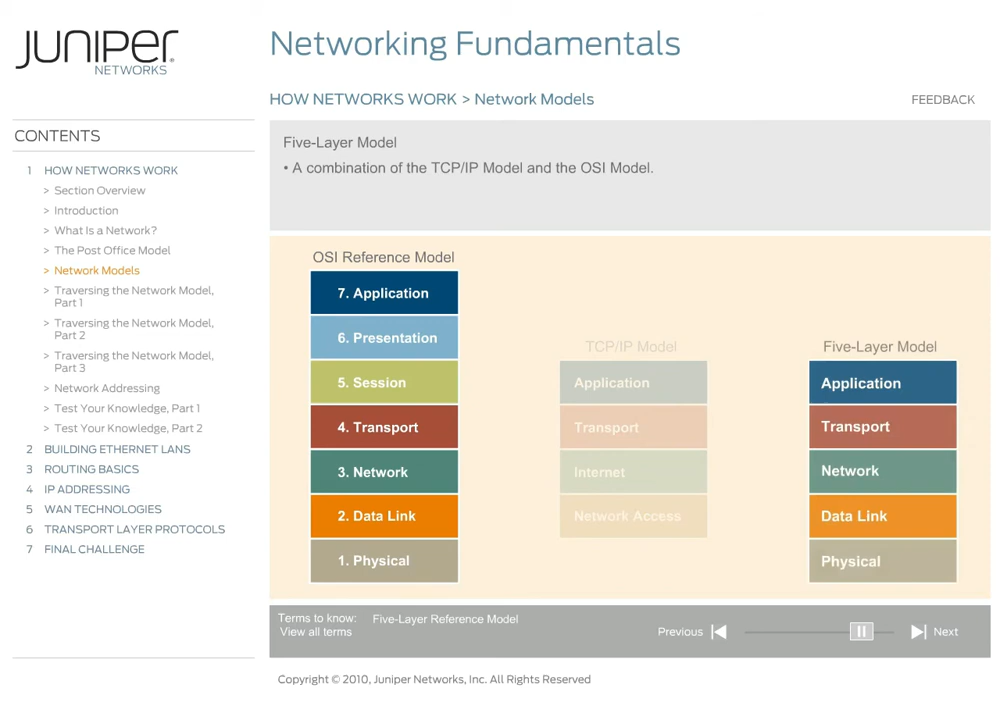 JUNIPER
NETWORKS
Networking Fundamentals
HOW NETWORKS WORK > Network Models
FEEDBACK
CONTENTS
1 HOW NETWORKS WORK
> Section Overview
> Introduction
> What Is a Network?
> The Post Office Model
> Network Models
> Traversing the Network Model,
Part 1
> Traversing the Network Model,
Part 2
> Traversing the Network Model,
Part 3
> Network Addressing
> Test Your Knowledge, Part 1
> Test Your Knowledge, Part 2
2 BUILDING ETHERNET LANS
3 ROUTING BASICS
4 IP ADDRESSING
5 WAN TECHNOLOGIES
6 TRANSPORT LAYER PROTOCOLS
7 FINAL CHALLENGE
Five-Layer Model
• A combination of the TCP/IP Model and the OSI Model.
OSI Reference Model
7. Application
6. Presentation
5. Session
4. Transport
3. Network
2. Data Link
1. Physical
TCP/IP Model
Application
Transport
Internet
Network Access
Five-Layer Model
Application
Transport
Network
Data Link
Physical
Terms to know: Five-Layer Reference Model
View all terms
Previous
Next
Copyright © 2010, Juniper Networks, Inc. All Rights Reserved